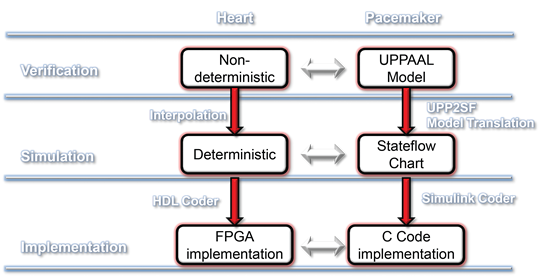 Heart
Pacemaker
Verification
Non-
deterministic
UPPAAL
Model
Interpolation
UPP2SF
Model Translation
Simulation
Deterministic
Stateflow
Chart
HDL Coder
Simulink Coder
Implementation
FPGA
implementation
C Code
implementation